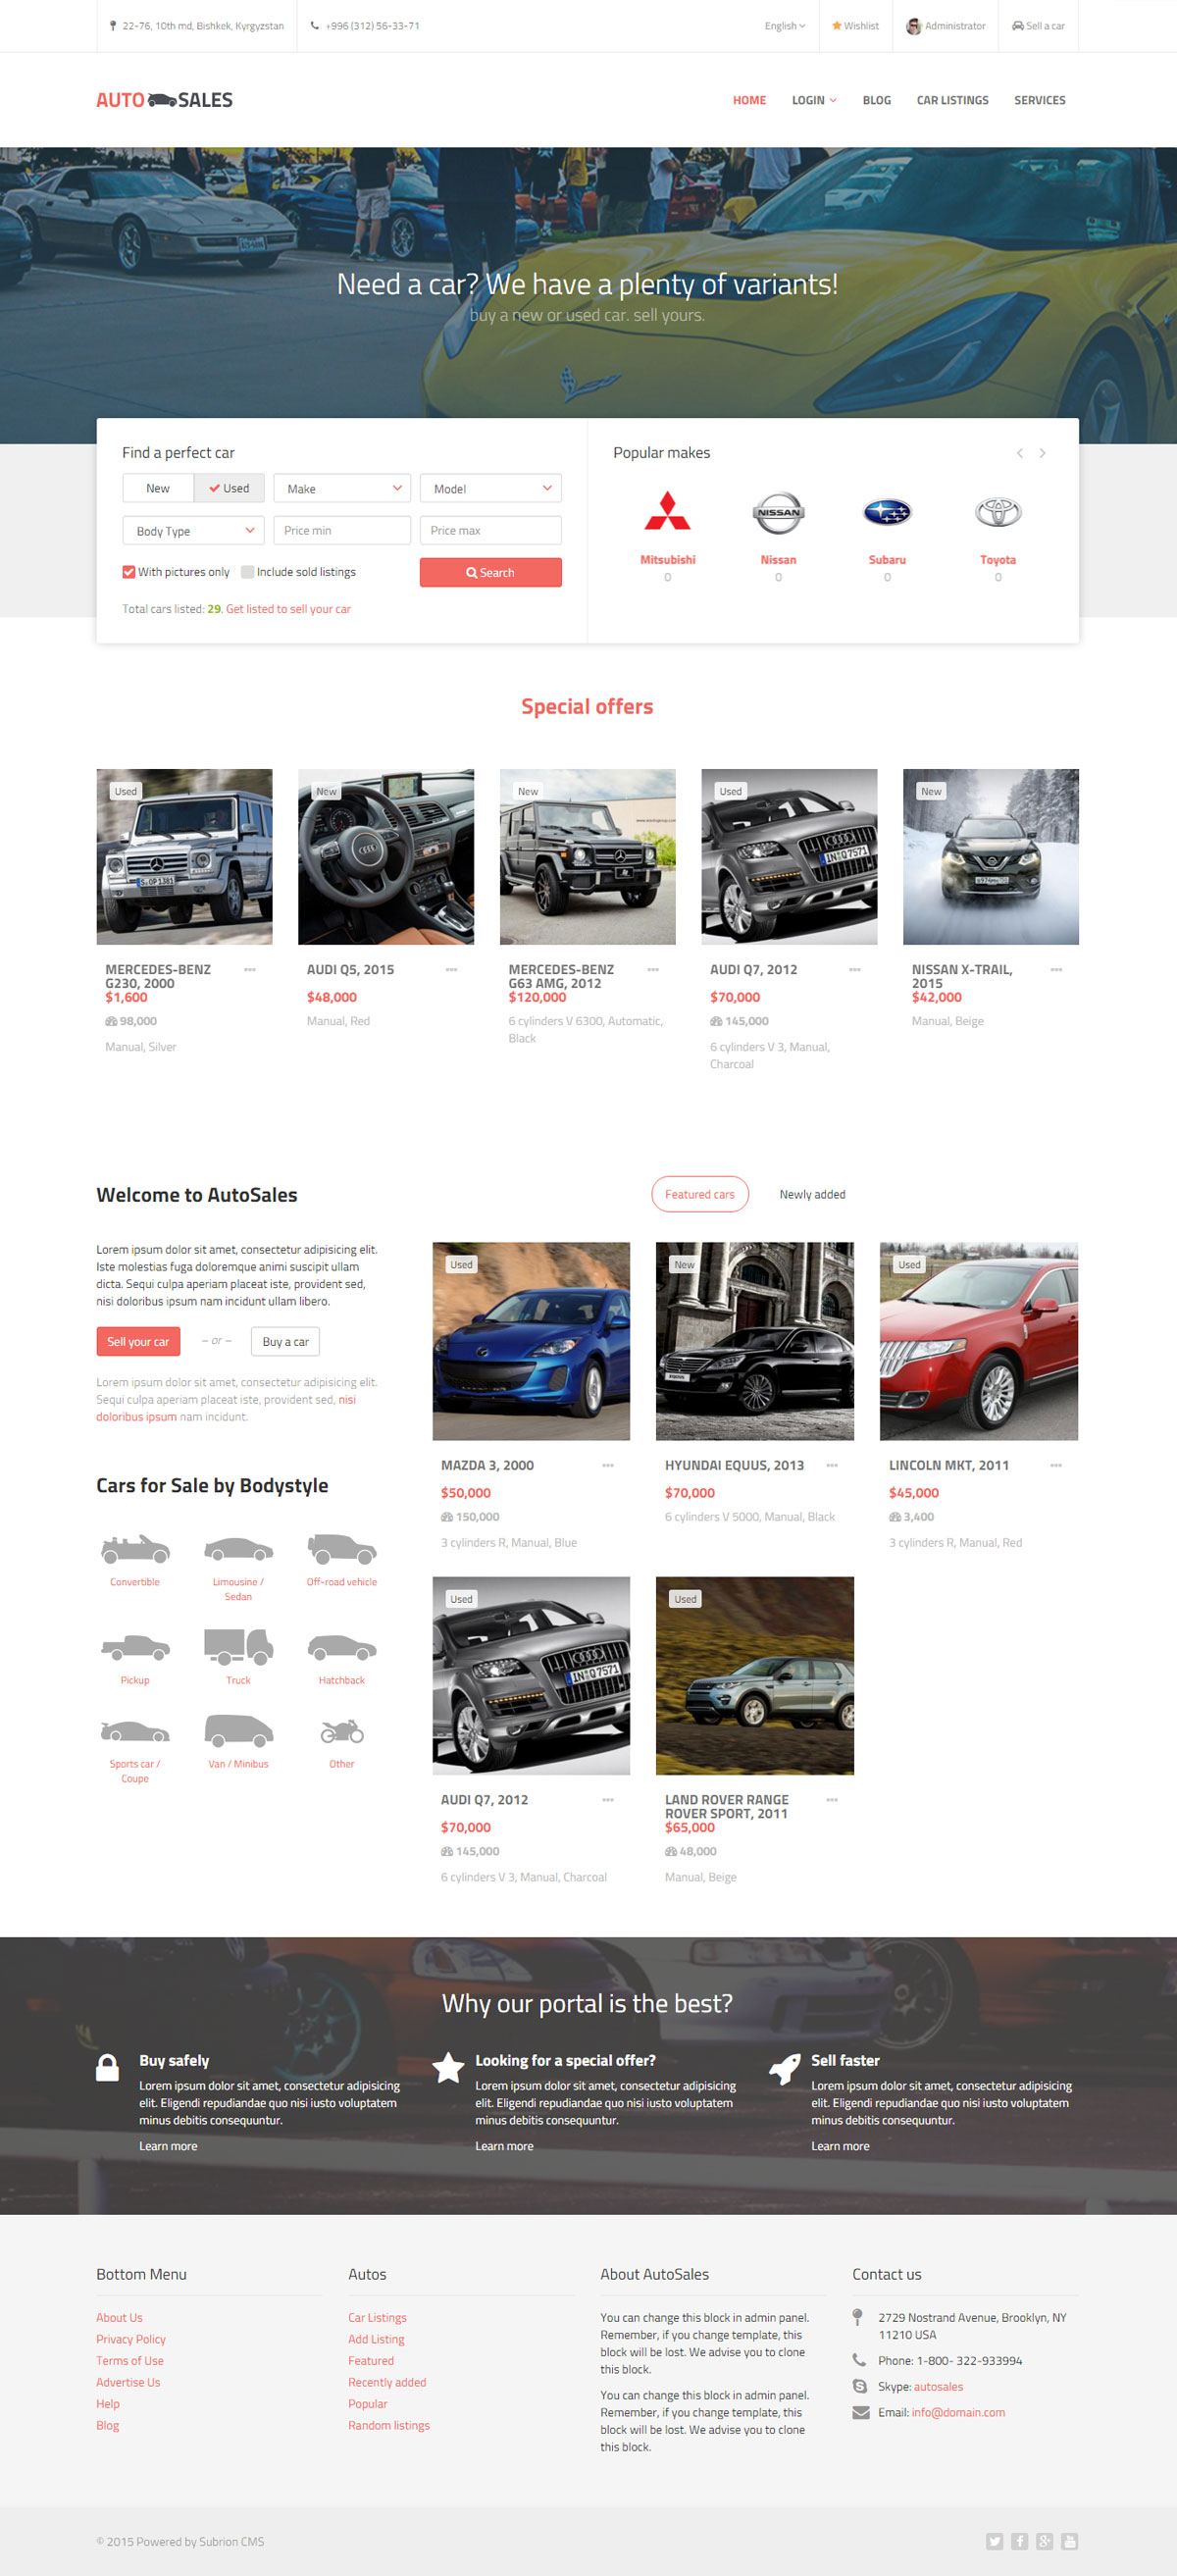 22-76, 10th md, Bishkek, Kyrgyzstan
+996 (312) 56-33-71
English
Wishlist
Administrator
Sell a car
AUTO SALES
HOME
LOGIN
BLOG
CAR LISTINGS
SERVICES
Need a car? We have a plenty of variants!
buy a new or used car. sell yours.
Find a perfect car
New
Used
Make
Model
Body Type
Price min
Price max
With pictures only
Include sold listings
Search
Total cars listed: 29. Get listed to sell your car
Popular makes
NISSAN
Mitsubishi
0
Nissan
0
Subaru
0
Toyota
0
Special offers
Used
MERCEDES-BENZ
G230, 2000
$1,600
98,000
Manual, Silver
New
AUDI Q5, 2015
$48,000
Manual, Red
New
MERCEDES-BENZ
G63 AMG, 2012
$120,000
6 cylinders V 6300, Automatic,
Black
Used
IN Q 7571
AUDI Q7, 2012
$70,000
145,000
6 cylinders V 3, Manual,
Charcoal
New
NISSAN X-TRAIL,
2015
$42,000
Manual, Beige
Welcome to AutoSales
Lorem ipsum dolor sit amet, consectetur adipisicing elit.
Iste molestias fuga doloremque animi suscipit ullam
dicta. Sequi culpa aperiam placeat iste, provident sed,
nisi doloribus ipsum nam incidunt ullam libero.
Sell your car
– or –
Buy a car
Lorem ipsum dolor sit amet, consectetur adipisicing elit.
Sequi culpa aperiam placeat iste, provident sed, nisi
doloribus ipsum nam incidunt.
Cars for Sale by Bodystyle
Convertible
Limousine /
Sedan
Off-road vehicle
Pickup
Truck
Hatchback
Sports car /
Coupe
Van / Minibus
Other
Featured cars
Newly added
Used
MAZDA 3, 2000
$50,000
150,000
3 cylinders R, Manual, Blue
New
EQUUS
HYUNDAI EQUUS, 2013
$70,000
6 cylinders V 5000, Manual, Black
Used
LINCOLN MKT, 2011
$45,000
3,400
3 cylinders R, Manual, Red
Used
IN Q 7571
AUDI Q7, 2012
$70,000
145,000
6 cylinders V 3, Manual, Charcoal
Used
LAND ROVER RANGE
ROVER SPORT, 2011
$65,000
48,000
Manual, Beige
Why our portal is the best?
Buy safely
Lorem ipsum dolor sit amet, consectetur adipisicing
elit. Eligendi repudiandae quo nisi iusto voluptatem
minus debitis consequuntur.
Learn more
Looking for a special offer?
Lorem ipsum dolor sit amet, consectetur adipisicing
elit. Eligendi repudiandae quo nisi iusto voluptatem
minus debitis consequuntur.
Learn more
Sell faster
Lorem ipsum dolor sit amet, consectetur adipisicing
elit. Eligendi repudiandae quo nisi iusto voluptatem
minus debitis consequuntur.
Learn more
Bottom Menu
About Us
Privacy Policy
Terms of Use
Advertise Us
Help
Blog
Autos
Car Listings
Add Listing
Featured
Recently added
Popular
Random listings
About AutoSales
You can change this block in admin panel.
Remember, if you change template, this
block will be lost. We advise you to clone
this block.
You can change this block in admin panel.
Remember, if you change template, this
block will be lost. We advise you to clone
this block.
Contact us
2729 Nostrand Avenue, Brooklyn, NY
11210 USA
Phone: 1-800- 322-933994
Skype: autosales
Email: info@domain.com
© 2015 Powered by Subrion CMS